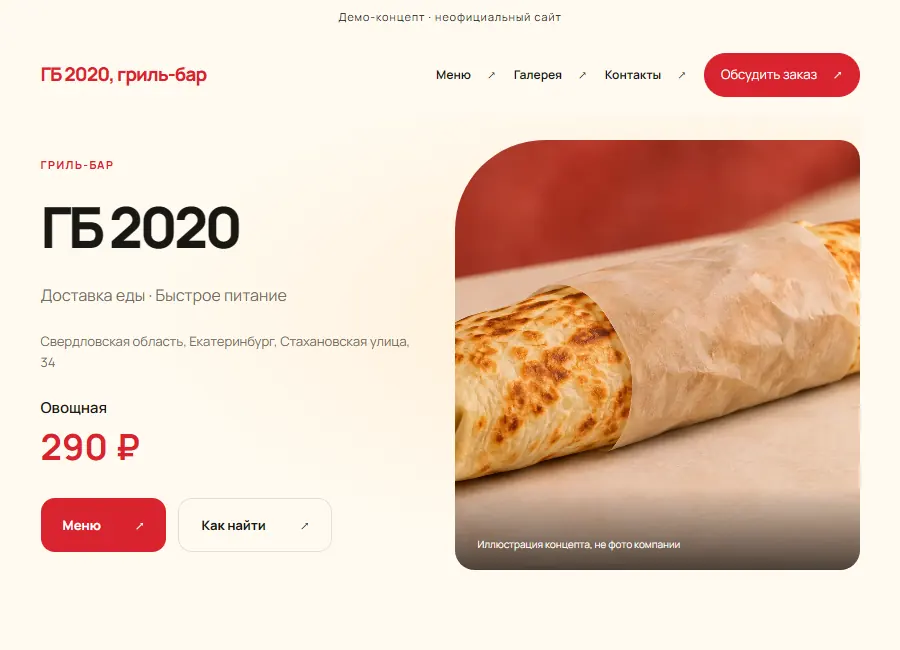 Демо-концепт · неофициальный сайт
ГБ 2020, гриль-бар
Меню ↗ Галерея ↗ Контакты ↗ Обсудить заказ ↗
ГРИЛЬ-БАР
ГБ 2020
Доставка еды · Быстрое питание
Свердловская область, Екатеринбург, Стахановская улица,
34
Овощная
290 ₽
Меню ↗ Как найти ↗
Иллюстрация концепта, не фото компании